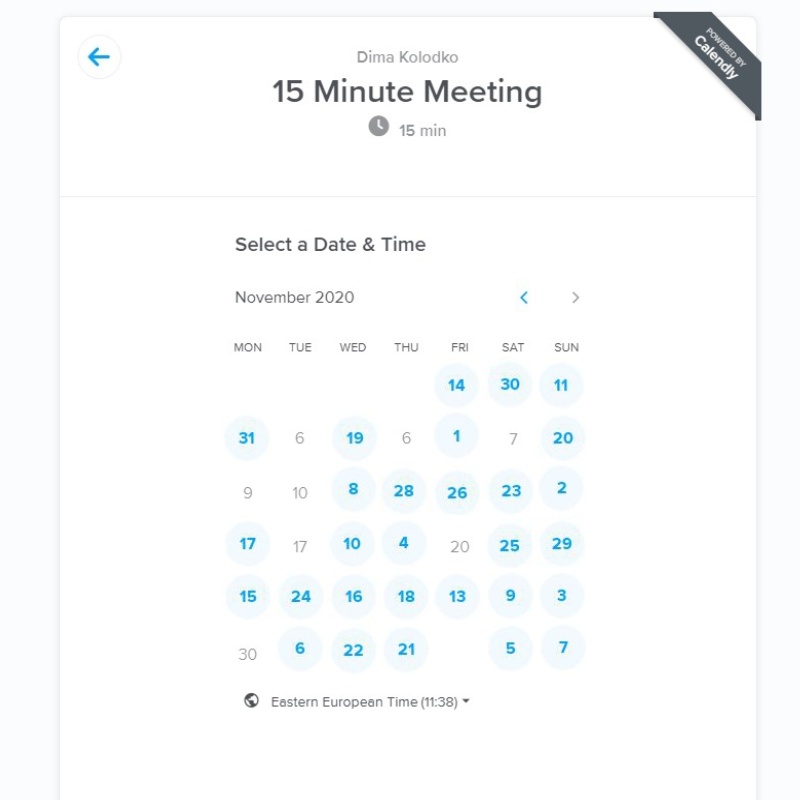 POWERED BY
Calendly
Dima Kolodko
15 Minute Meeting
15 min
Select a Date & Time
November 2020
MON TUE WED THU FRI SAT SUN
14 30 11
31 6 19 6 1 7 20
9 10 8 28 26 23 2
17 17 10 4 20 25 29
15 24 16 18 13 9 3
30 6 22 21 5 7
Eastern European Time (11:38)